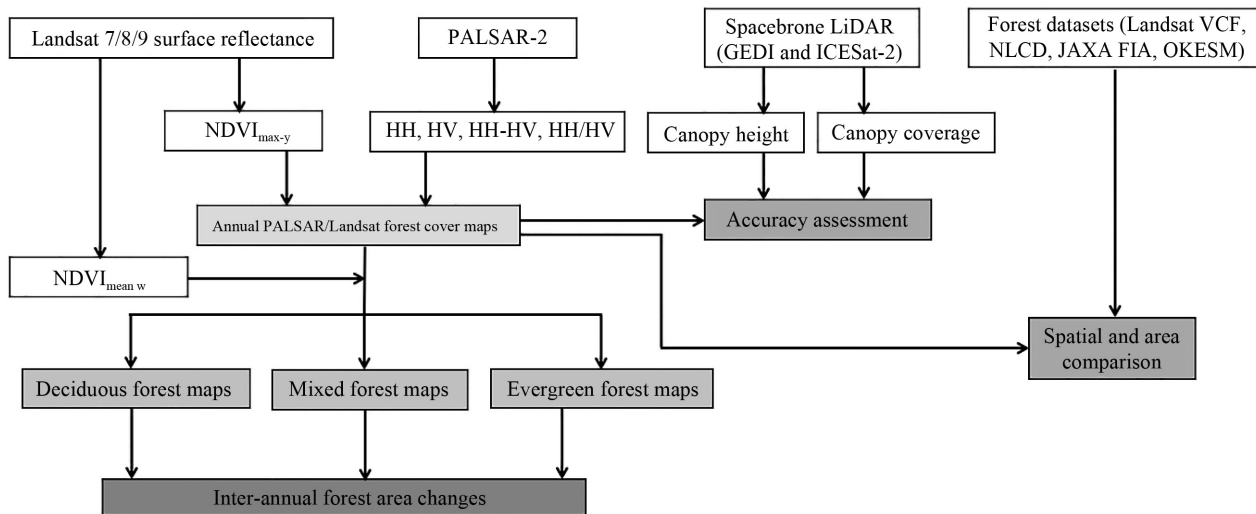 Landsat 7/8/9 surface reflectance
PALSAR-2
Spacebrone LiDAR
(GEDI and ICESat-2)
Forest datasets (Landsat VCF,
NLCD, JAXA FIA, OKESM)
NDVImax-y
HH, HV, HH-HV, HH/HV
Canopy height
Canopy coverage
Annual PALSAR/Landsat forest cover maps
Accuracy assessment
NDVImean w
Spatial and area
comparison
Deciduous forest maps
Mixed forest maps
Evergreen forest maps
Inter-annual forest area changes